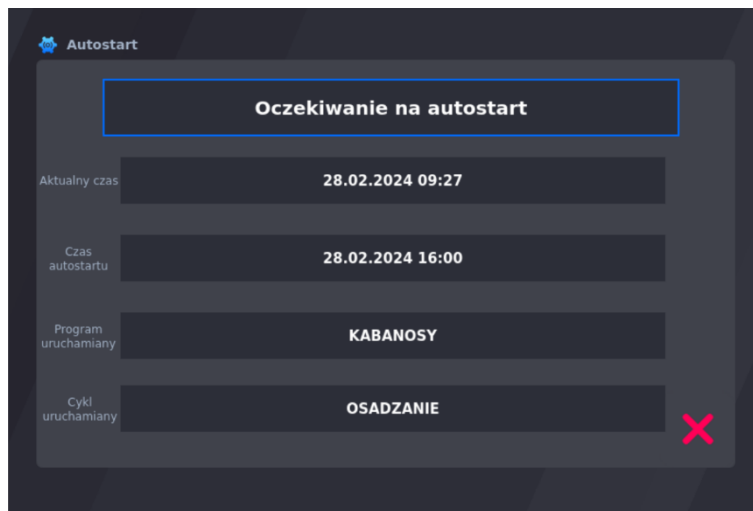 Autostart
Oczekiwanie na autostart
Aktualny czas
28.02.2024 09:27
Czas
autostartu
28.02.2024 16:00
Program
uruchamiany
KABANOSY
Cykl
uruchamiany
OSADZANIE